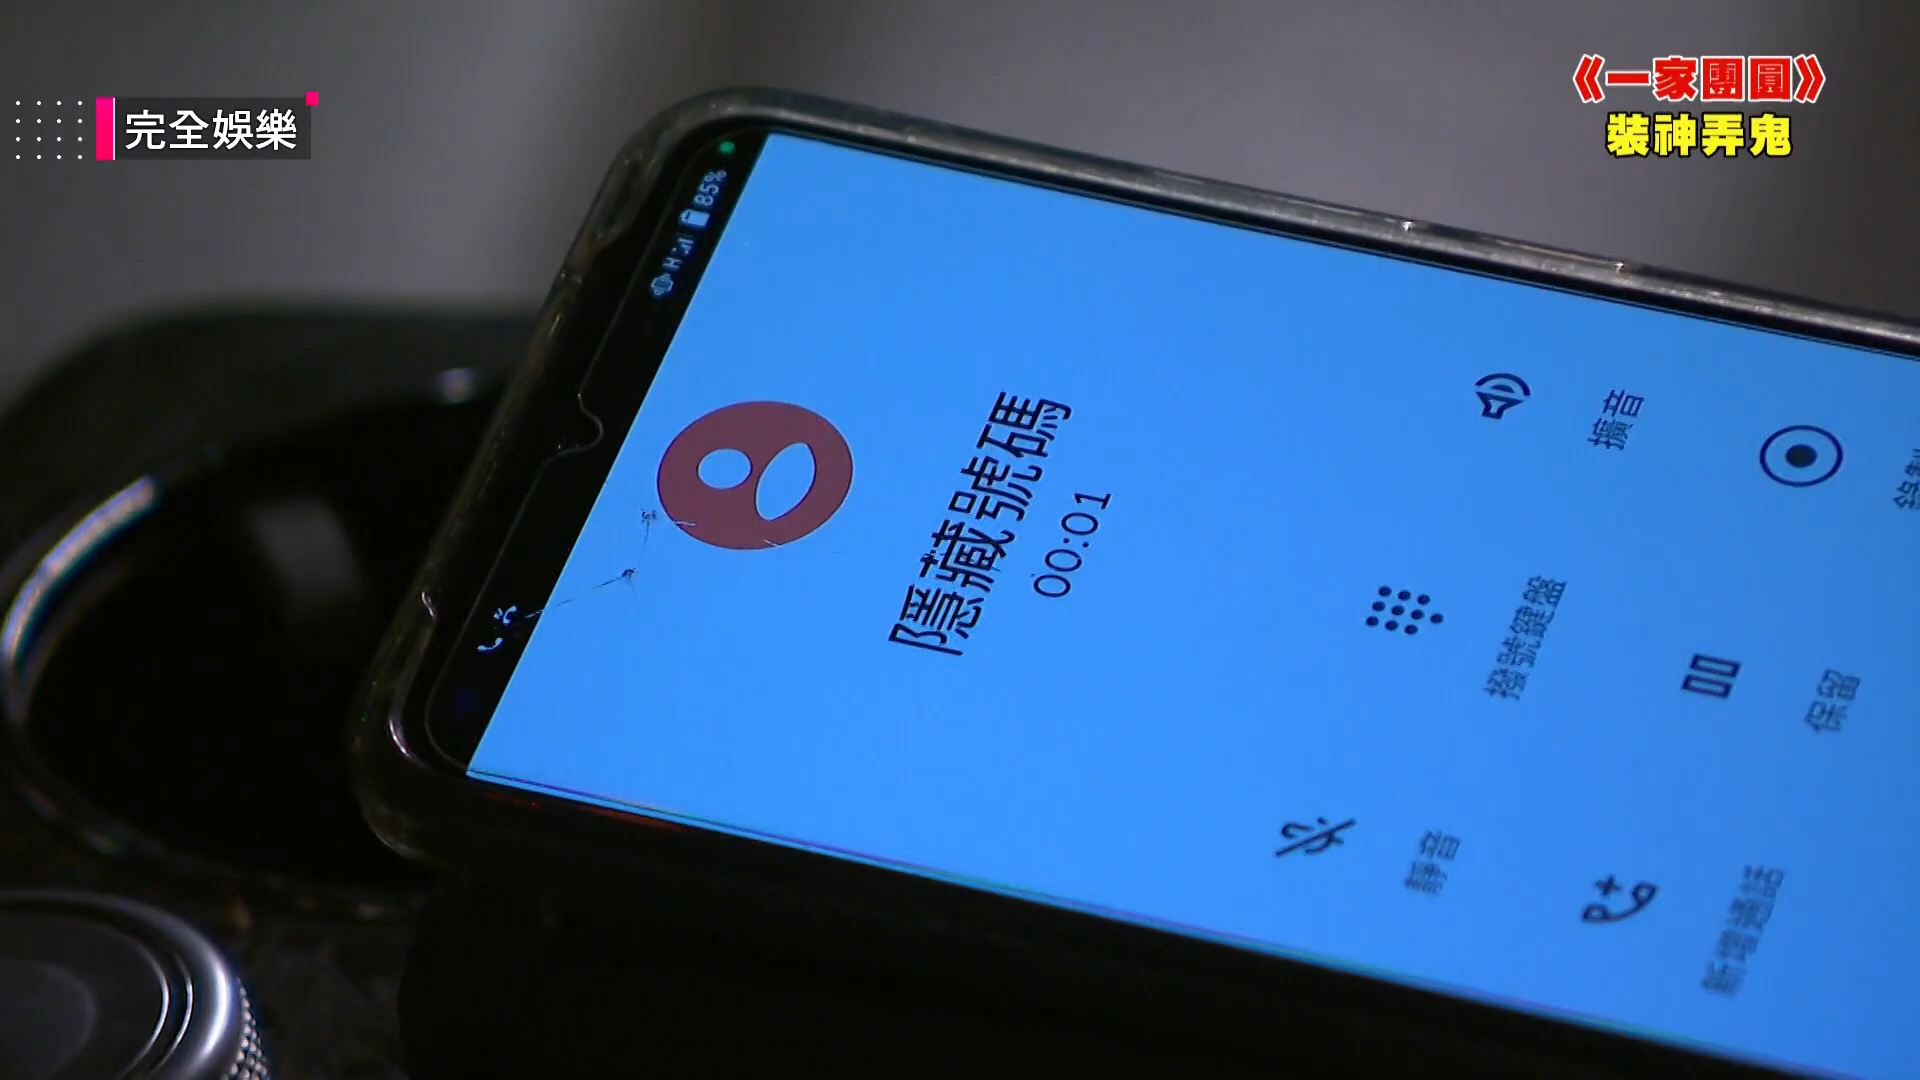 完全娛樂
《一家團圓》
裝神弄鬼
85%
H
隱藏號碼
00:01
擴音
撥號鍵盤
保留
靜音
新增通話